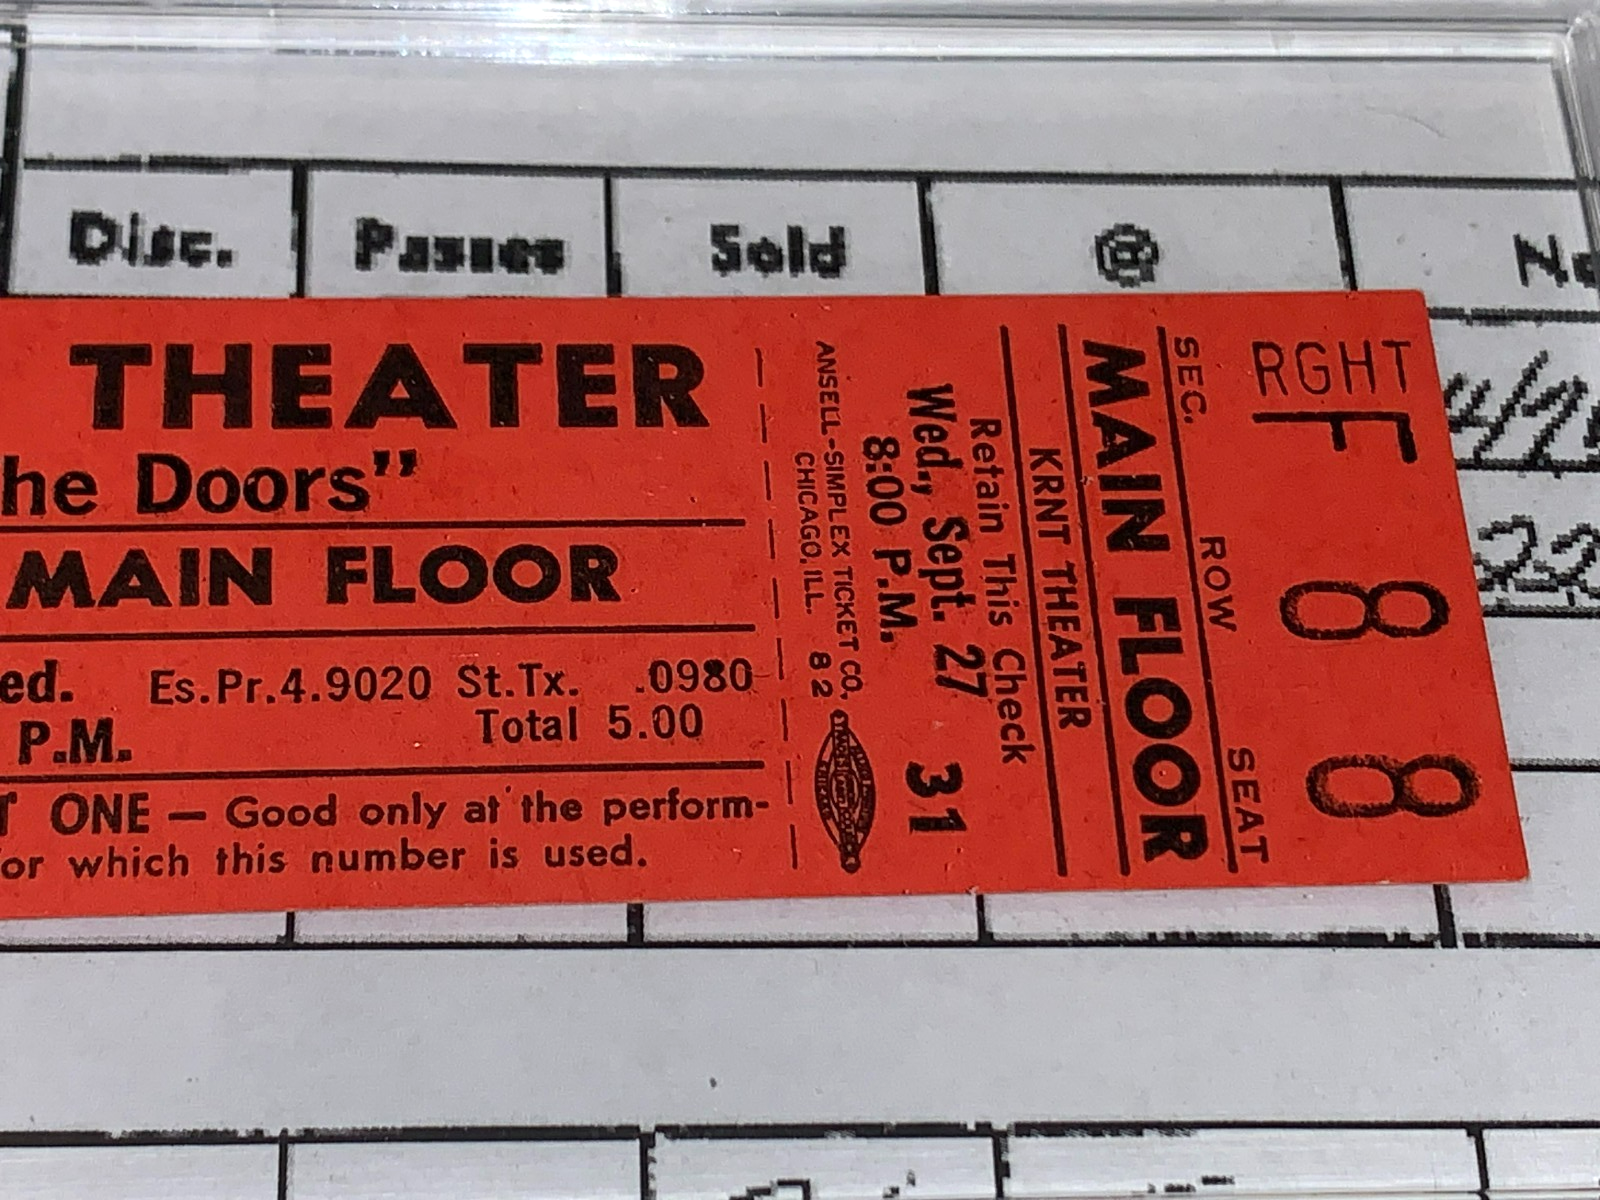 Disc. Passes Sold @
THEATER
he Doors"
MAIN FLOOR
ed. Es.Pr.4.9020 St.Tx. .0980
P.M. Total 5.00
ONE — Good only at the perform-
or which this number is used.
ANSELL-SIMPLEX TICKET CO.
CHICAGO, ILL. 82
8:00 P.M.
Wed., Sept. 27 31
Retain This Check
KRNT THEATER
MAIN FLOOR
SEC. ROW SEAT
RGHT
F 8 8